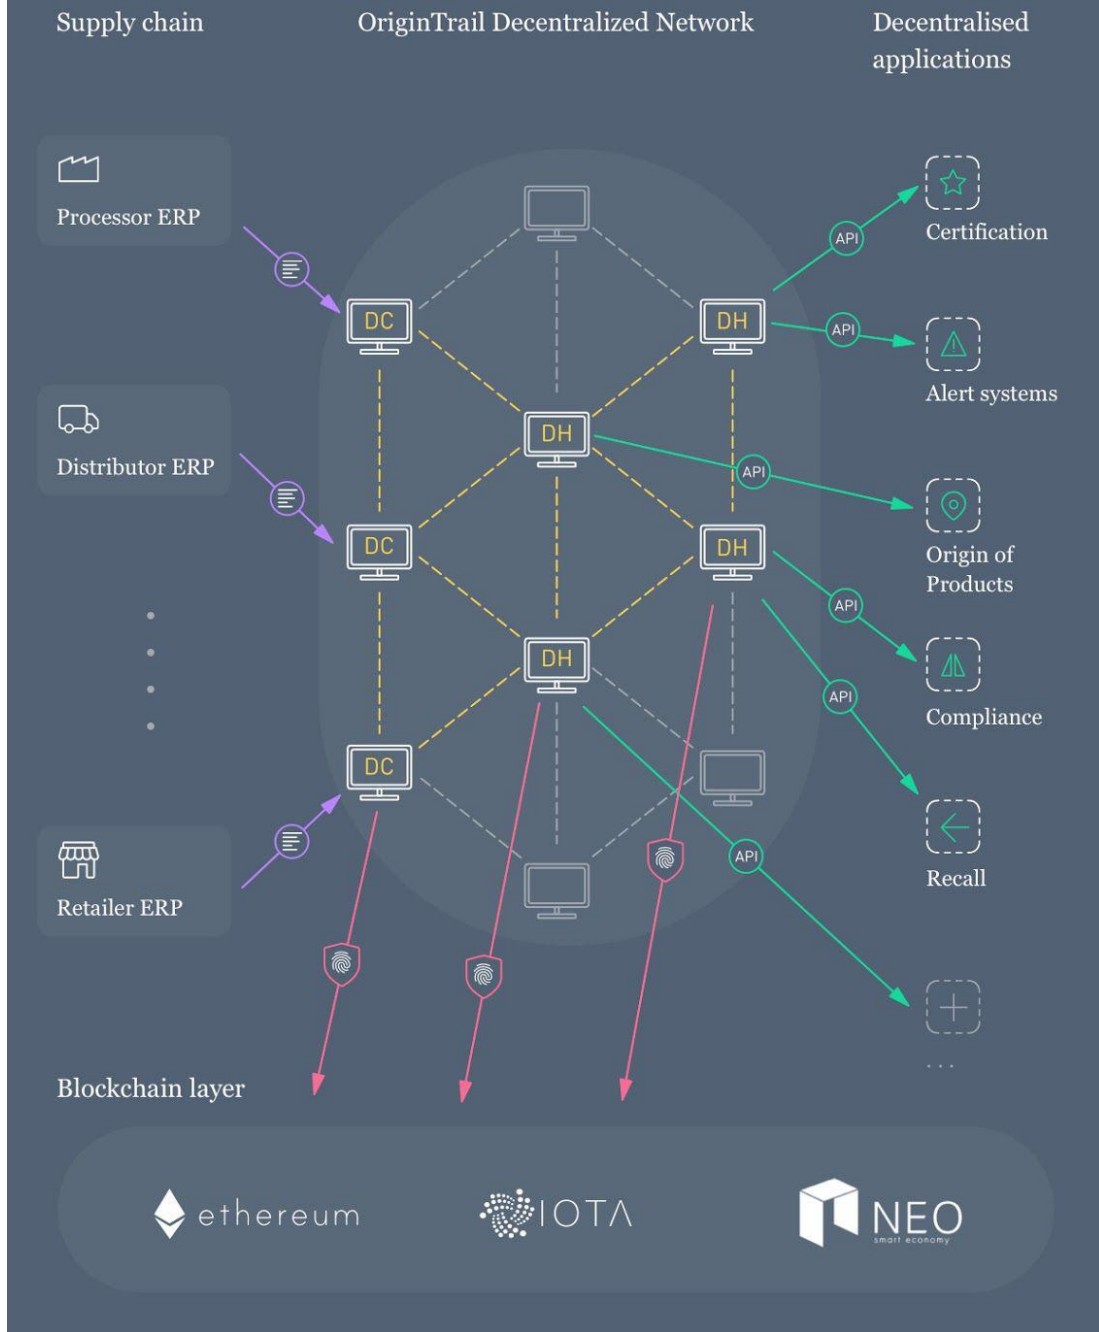 Supply chain
OriginTrail Decentralized Network
Decentralised
applications
Processor ERP
Distributor ERP
Retailer ERP
DC
DH
DH
DC
DH
DH
DC
API
API
API
API
API
API
Certification
Alert systems
Origin of
Products
Compliance
Recall
...
Blockchain layer
ethereum
IOTA
NEO
smart economy